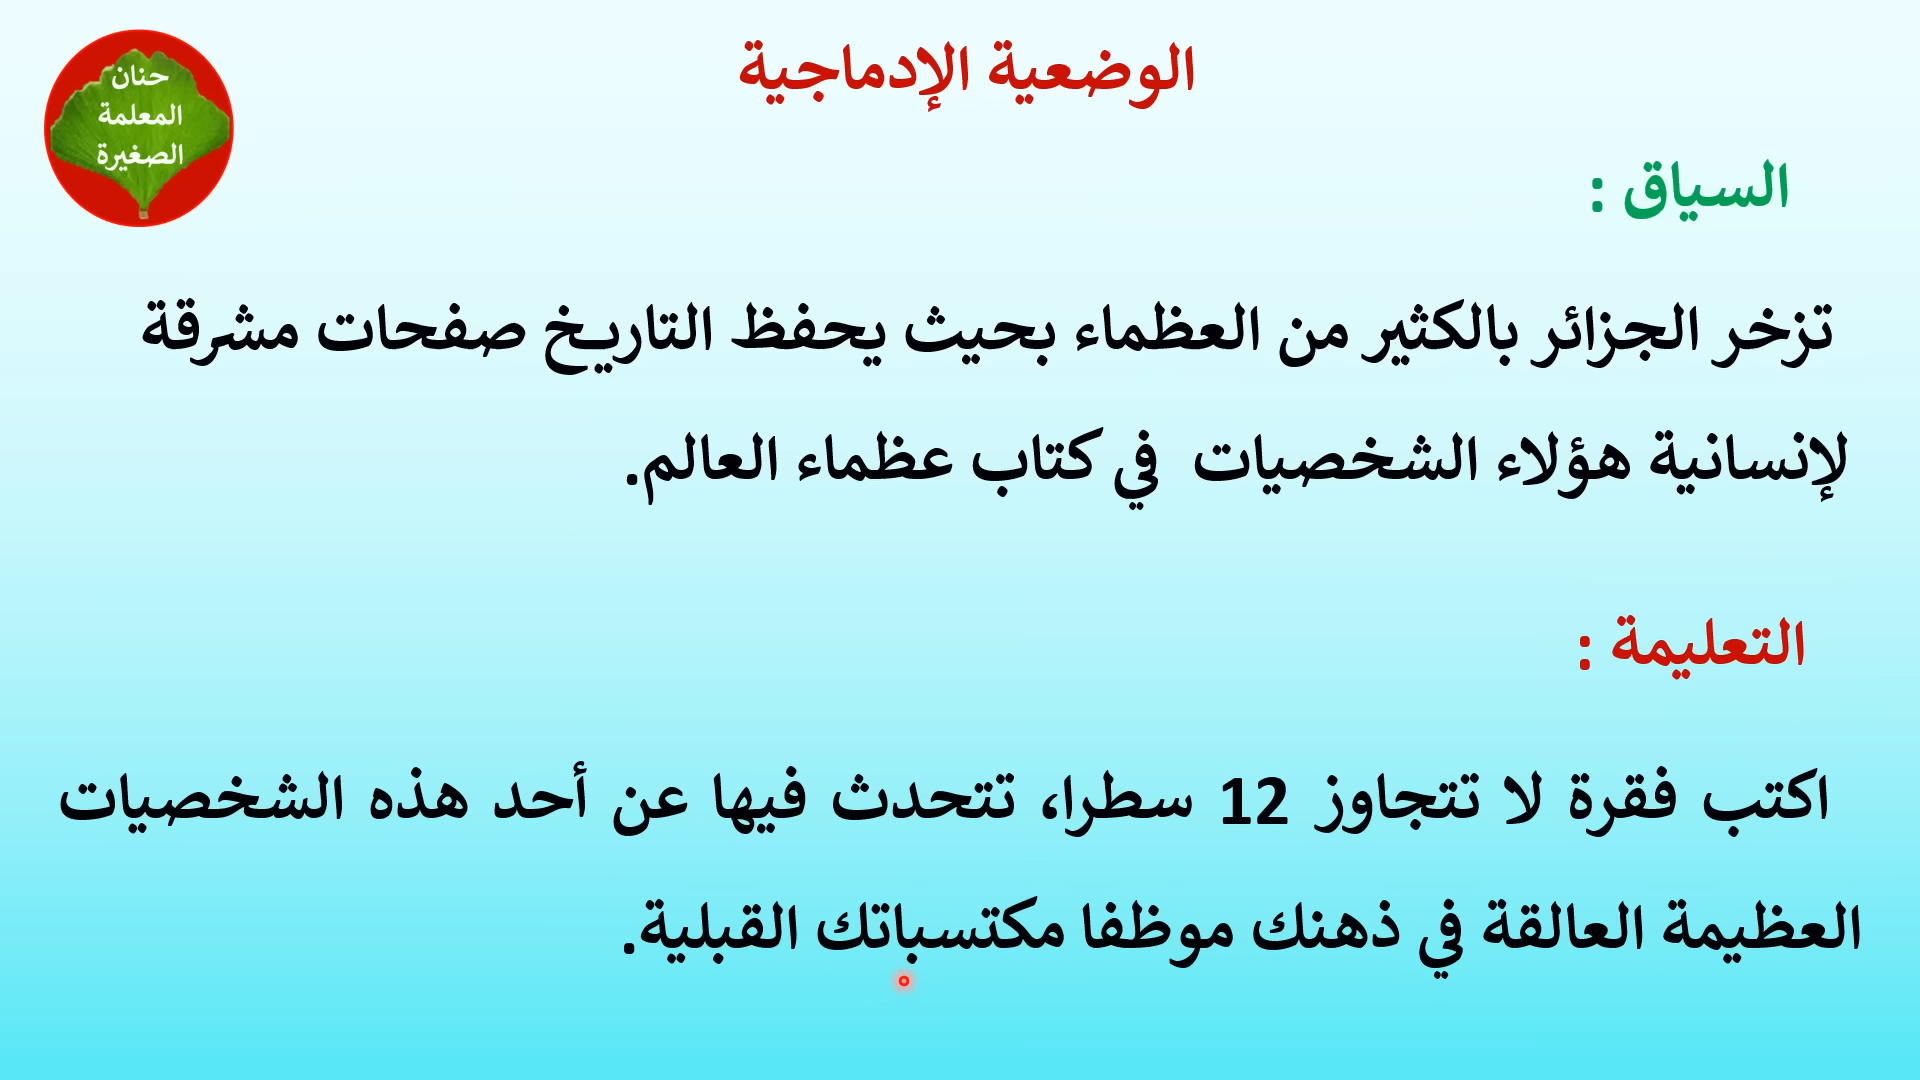 حنان
المعلمة
الصغيرة
الوضعية الإدماجية
السياق :
تزخر الجزائر بالكثير من العظماء بحيث يحفظ التاريخ صفحات مشرقة
لإنسانية هؤلاء الشخصيات في كتاب عظماء العالم.
التعليمة :
اكتب فقرة لا تتجاوز 12 سطرا، تتحدث فيها عن أحد هذه الشخصيات
العظيمة العالقة في ذهنك موظفا مكتسباتك القبلية.